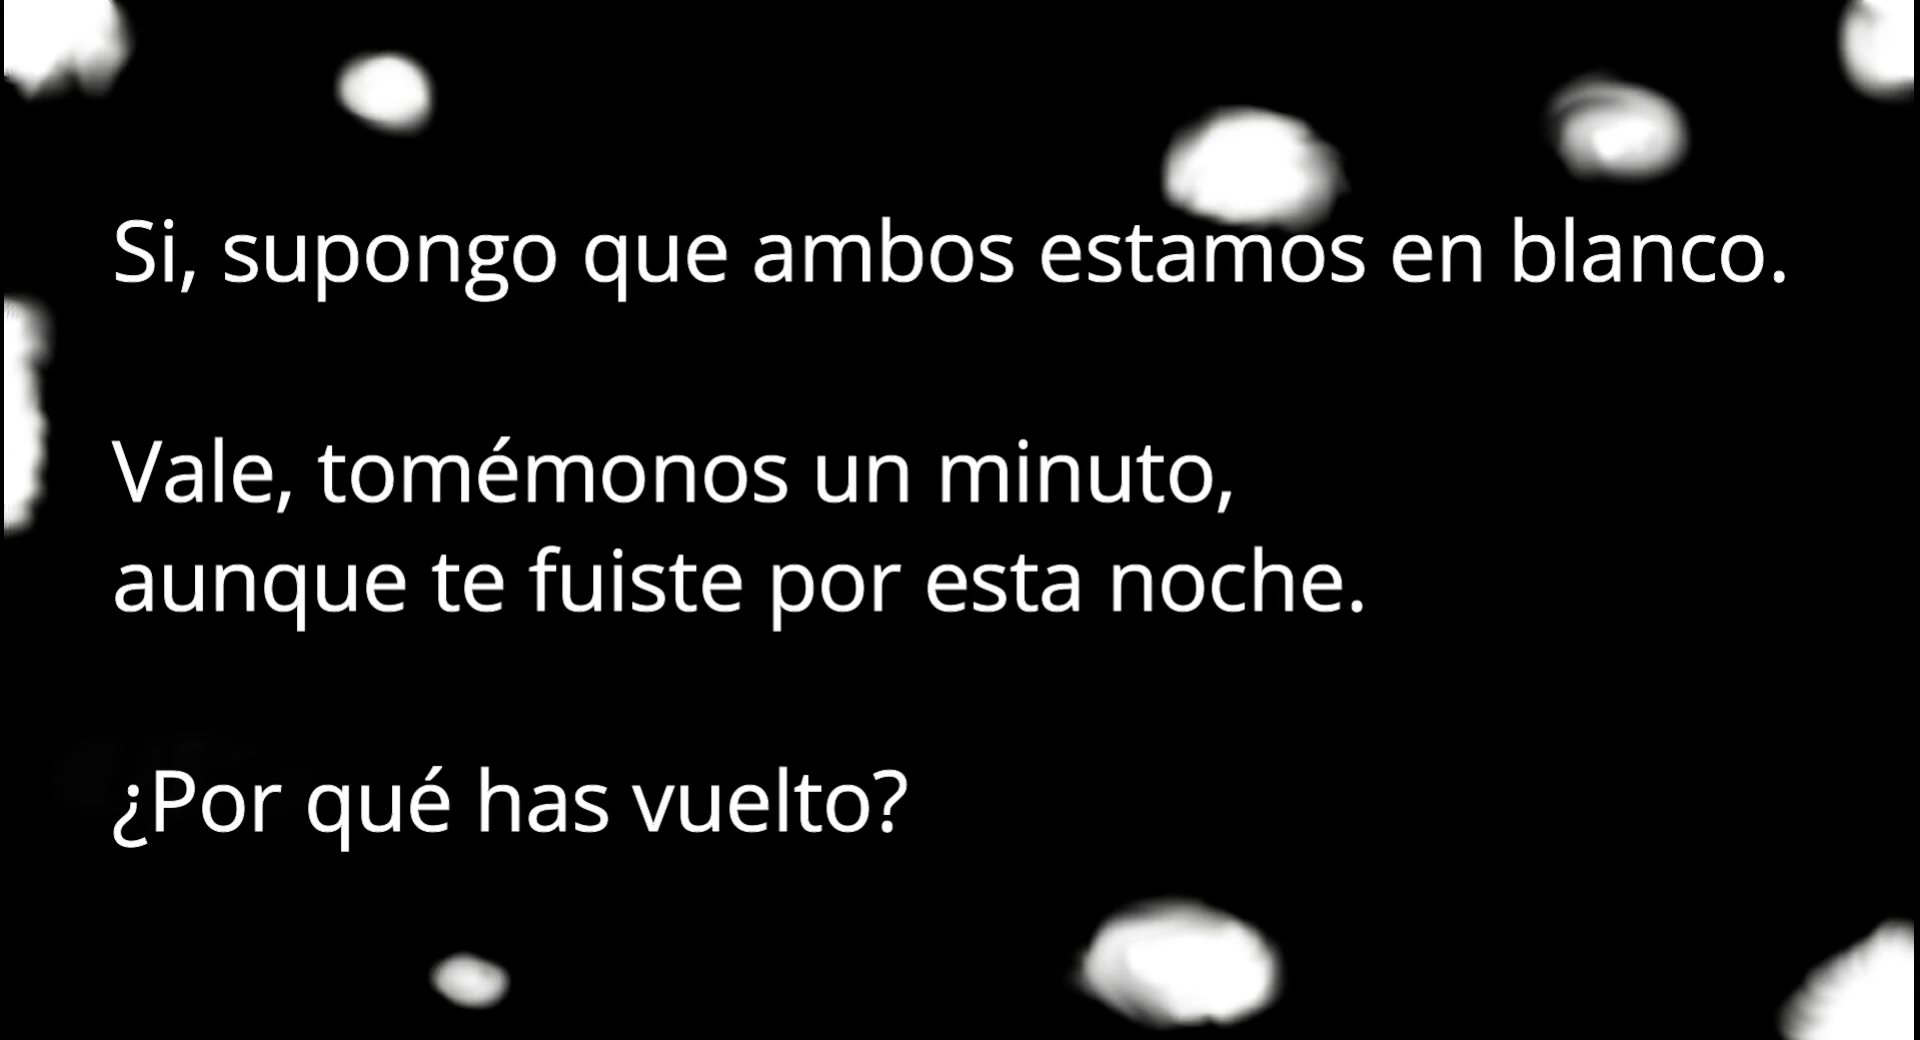 Si, supongo que ambos estamos en blanco.
Vale, tomémonos un minuto,
aunque te fuiste por esta noche.
¿Por qué has vuelto?